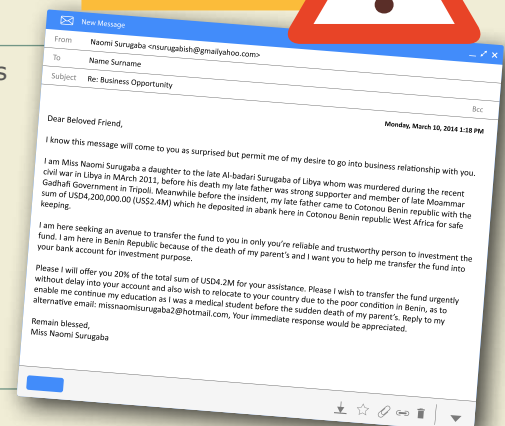 New Message
s
From Naomi Surugaba <nsurugabish@gmailyahoo.com>
To Name Surname
Subject Re: Business Opportunity
Bcc
Monday, March 10, 2014 1:18 PM
Dear Beloved Friend,
I know this message will come to you as surprised but permit me of my desire to go into business relationship with you.
I am Miss Naomi Surugaba a daughter to the late Al-badari Surugaba of Libya whom was murdered during the recent
civil war in Libya in MArch 2011, before his death my late father was strong supporter and member of late Moammar
Gadhafi Government in Tripoli. Meanwhile before the incident, my late father came to Cotonou Benin republic with the
sum of USD4,200,000.00 (US$2.4M) which he deposited in abank here in Cotonou Benin republic West Africa for safe
keeping.
I am here seeking an avenue to transfer the fund to you in only you're reliable and trustworthy person to investment the
fund. I am here in Benin Republic because of the death of my parent's and I want you to help me transfer the fund into
your bank account for investment purpose.
Please I will offer you 20% of the total sum of USD4.2M for your assistance. Please I wish to transfer the fund urgently
without delay into your account and also wish to relocate to your country due to the poor condition in Benin, as to
enable me continue my education as I was a medical student before the sudden death of my parent's. Reply to my
alternative email: missnaomisurugaba2@hotmail.com, Your immediate response would be appreciated.
Remain blessed,
Miss Naomi Surugaba